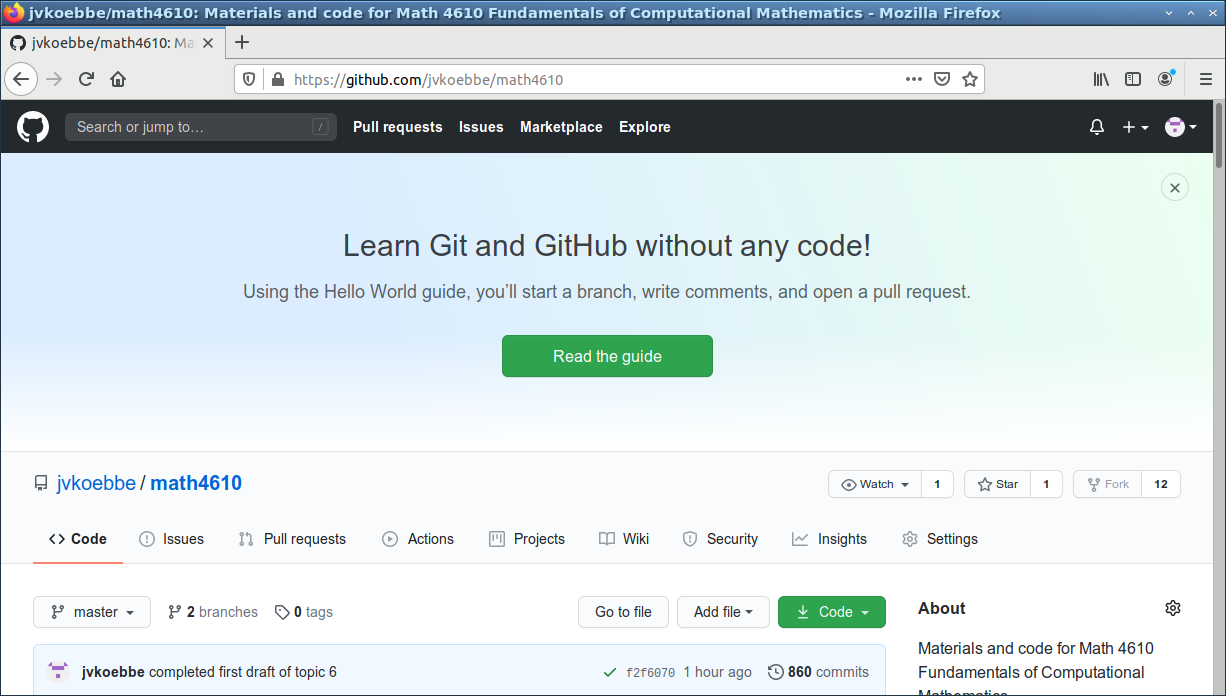 jvkoebbe/math4610: Materials and code for Math 4610 Fundamentals of Computational Mathematics - Mozilla Firefox
jvkoebbe/math4610: Ma
https://github.com/jvkoebbe/math4610
Search or jump to… / Pull requests Issues Marketplace Explore
Learn Git and GitHub without any code!
Using the Hello World guide, you’ll start a branch, write comments, and open a pull request.
Read the guide
jvkoebbe / math4610 Watch 1 Star 1 Fork 12
Code Issues Pull requests Actions Projects Wiki Security Insights Settings
master 2 branches 0 tags Go to file Add file Code About
Materials and code for Math 4610
jvkoebbe completed first draft of topic 6 f2f6070 1 hour ago 860 commits Fundamentals of Computational
Mathematics